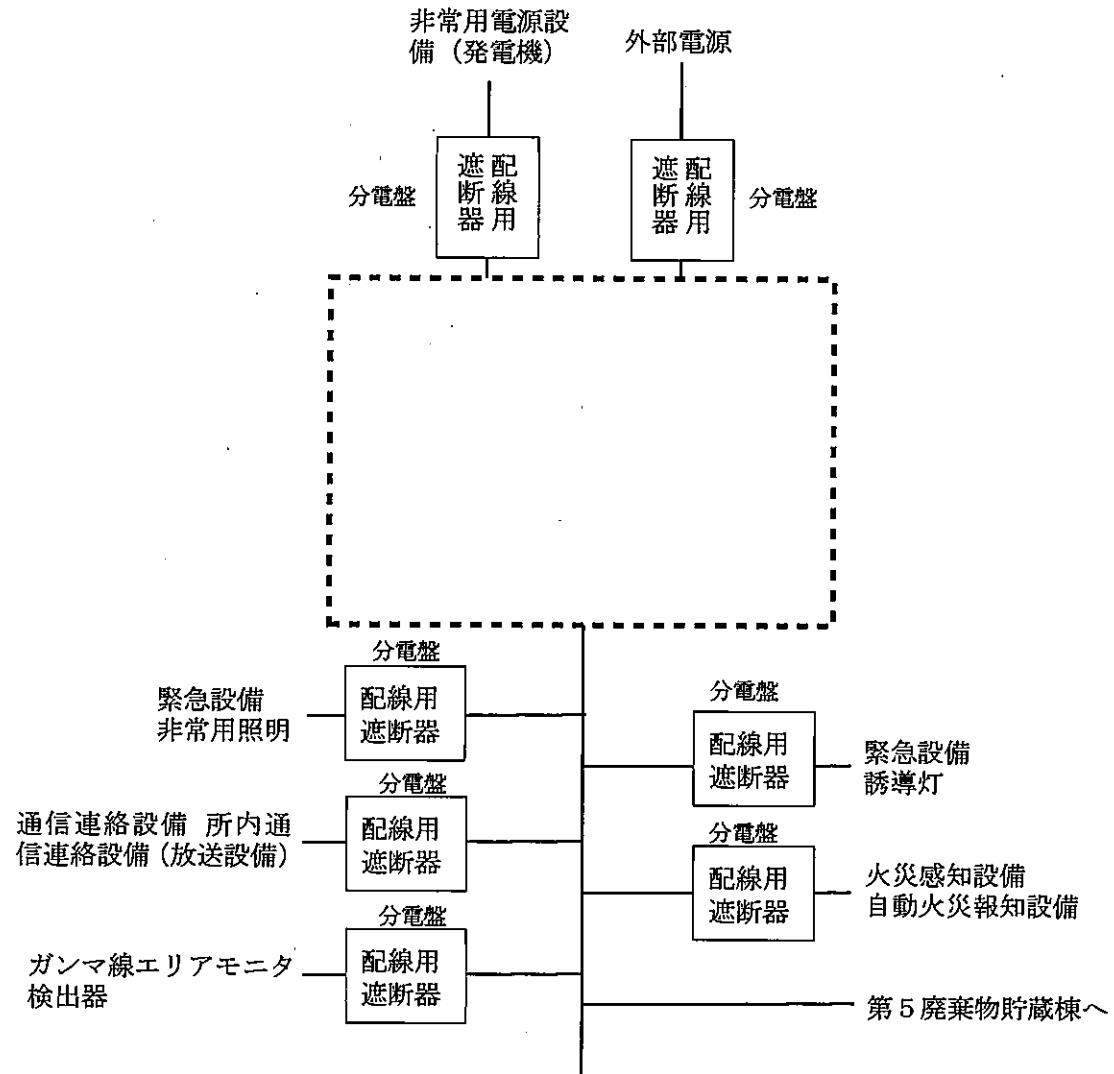 非常用電源設
備（発電機）
外部電源
分電盤
配線用
遮断器
配線用
遮断器
分電盤
分電盤
緊急設備
非常用照明
配線用
遮断器
分電盤
配線用
遮断器
緊急設備
誘導灯
分電盤
通信連絡設備 所内通
信連絡設備（放送設備）
配線用
遮断器
分電盤
配線用
遮断器
火災感知設備
自動火災報知設備
分電盤
ガンマ線エリアモニタ
検出器
配線用
遮断器
第５廃棄物貯蔵棟へ